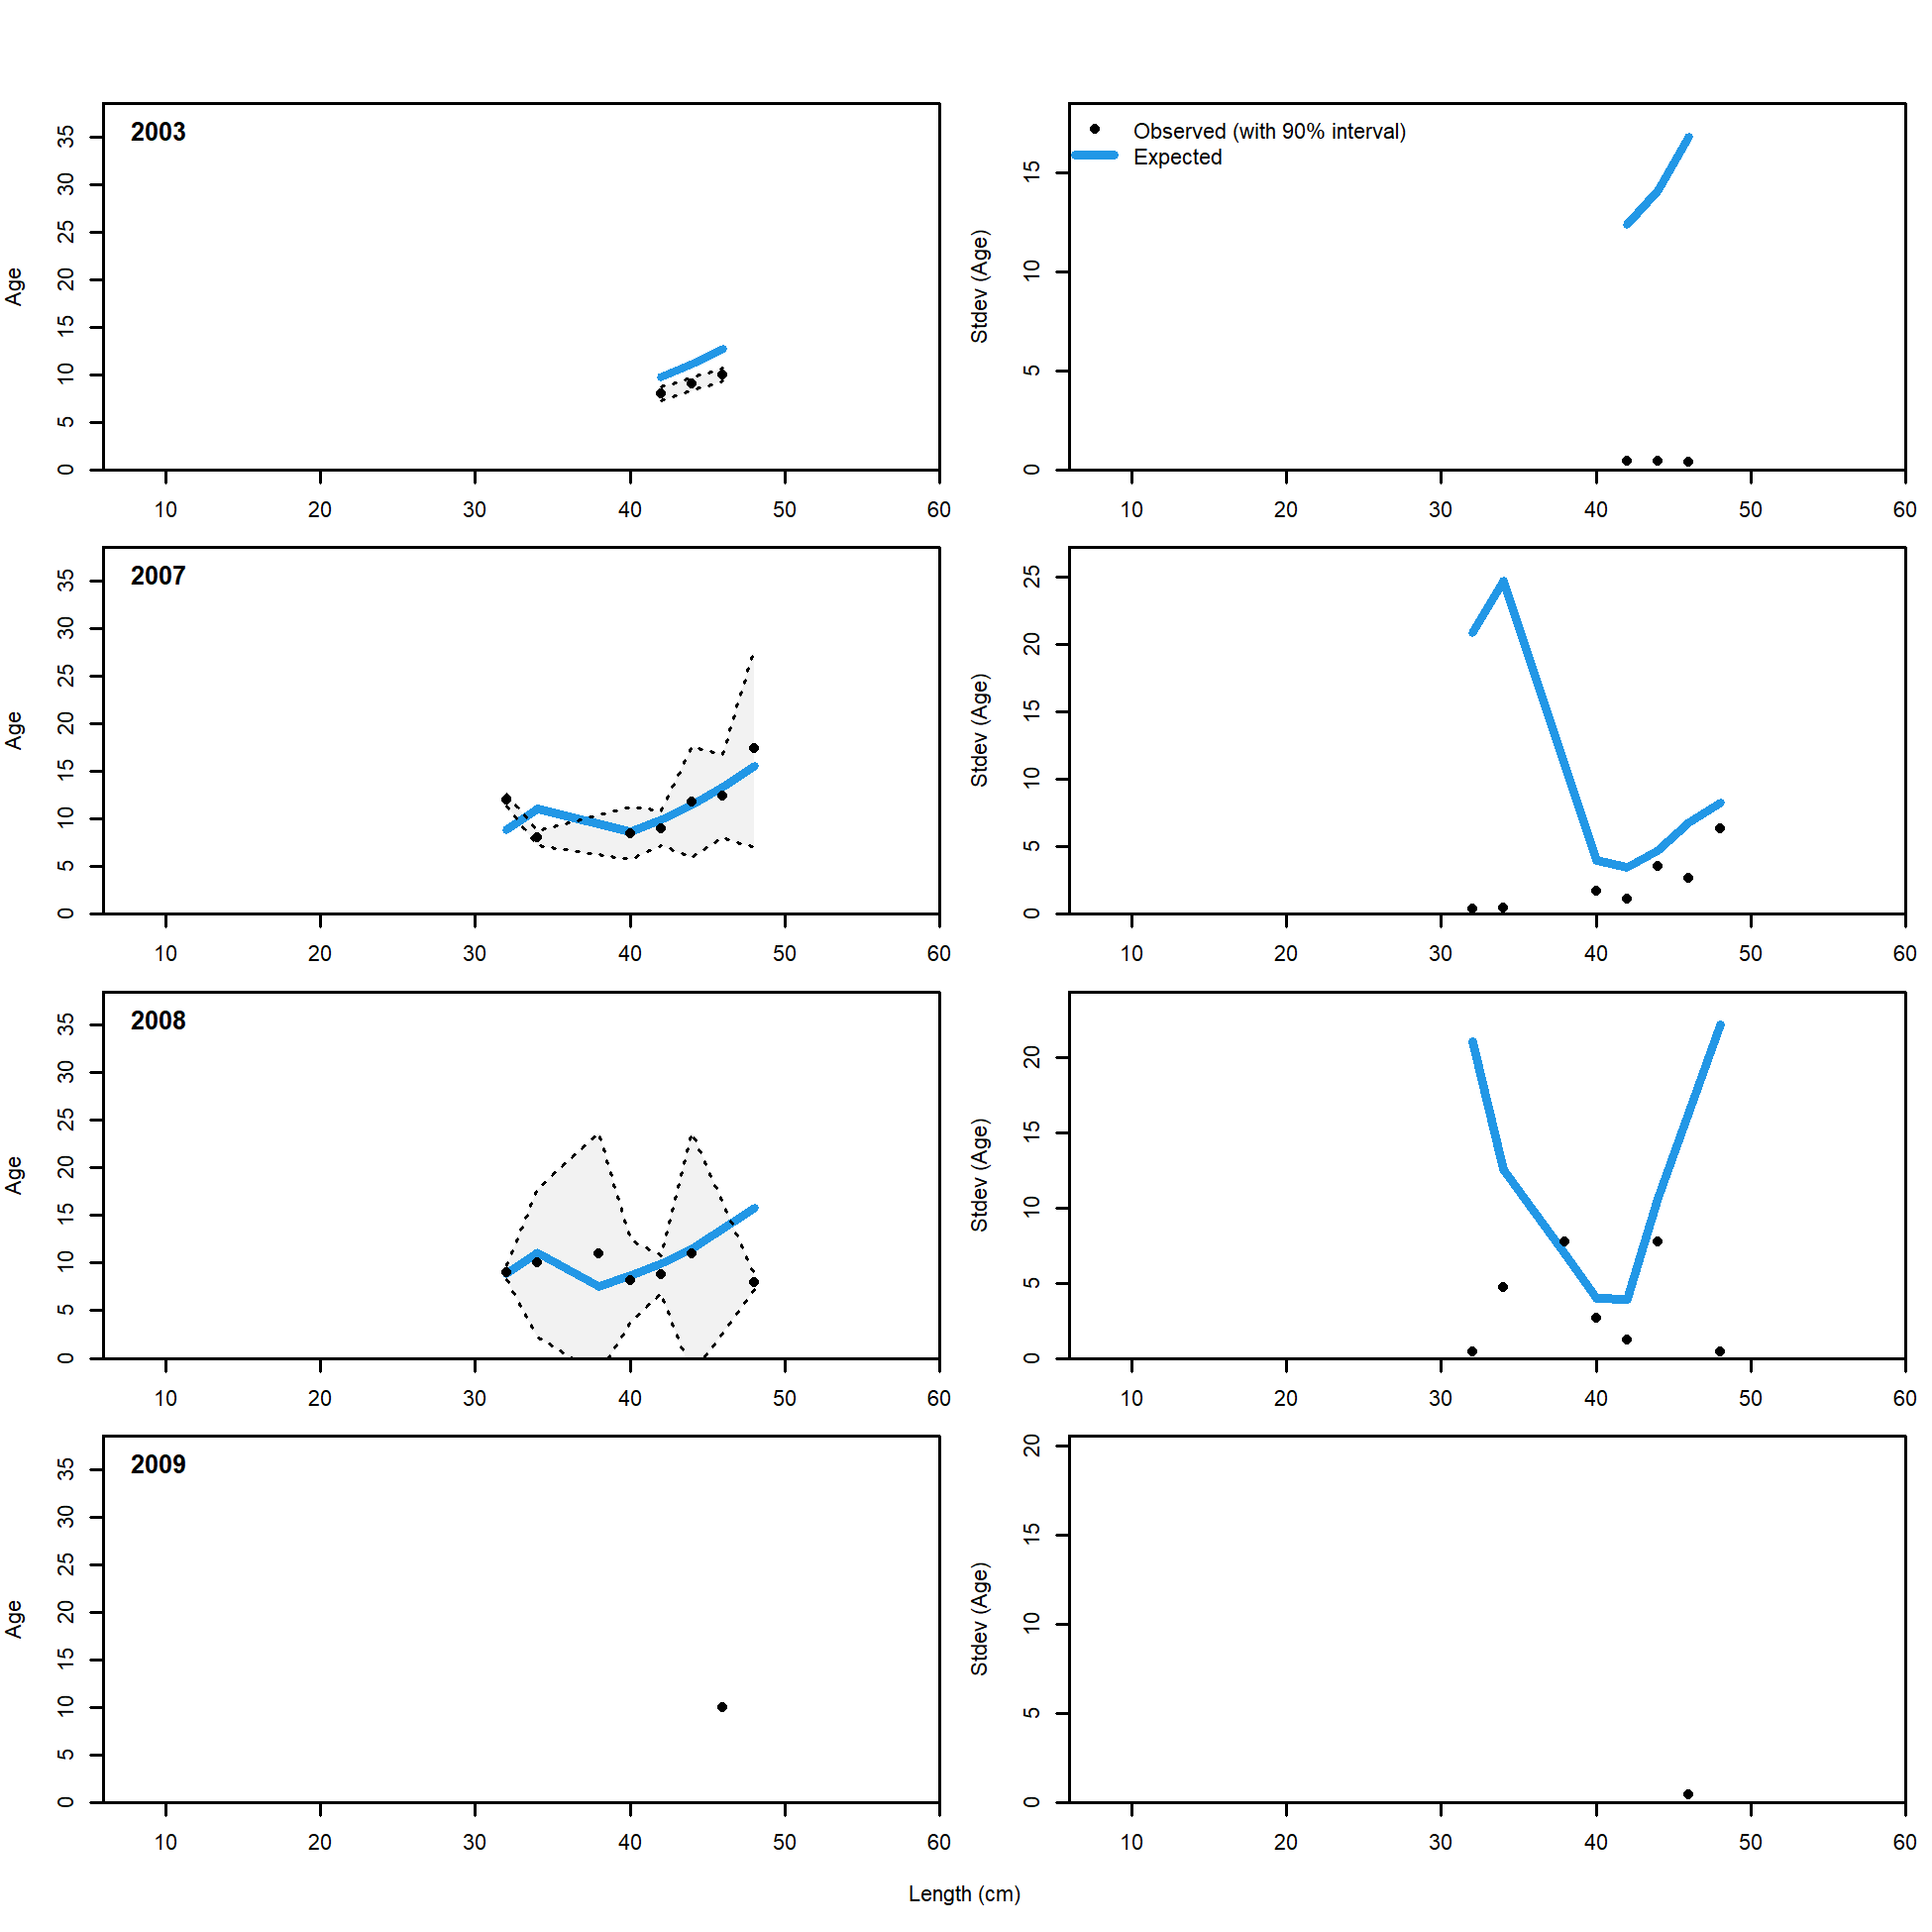 2003
Age
0 5 10 15 20 25 30 35
10 20 30 40 50 60
Observed (with 90% interval)
Expected
Stdev (Age)
0 5 10 15
10 20 30 40 50 60
2007
Age
0 5 10 15 20 25 30 35
10 20 30 40 50 60
Stdev (Age)
0 5 10 15 20 25
10 20 30 40 50 60
2008
Age
0 5 10 15 20 25 30 35
10 20 30 40 50 60
Stdev (Age)
0 5 10 15 20
10 20 30 40 50 60
2009
Age
0 5 10 15 20 25 30 35
10 20 30 40 50 60
Stdev (Age)
0 5 10 15 20
10 20 30 40 50 60
Length (cm)